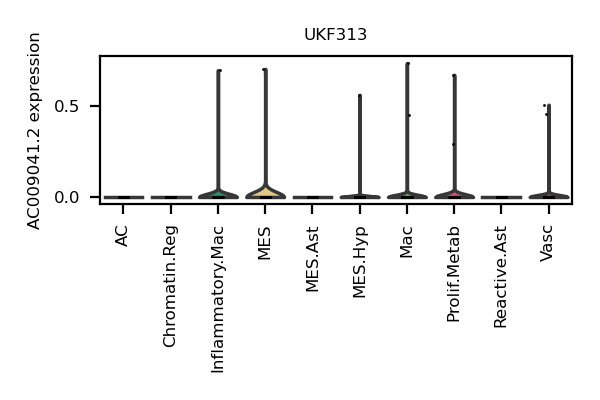 UKF313
AC009041.2 expression
0.5
0.0
AC
Chromatin.Reg
Inflammatory.Mac
MES
MES.Ast
MES.Hyp
Mac
Prolif.Metab
Reactive.Ast
Vasc